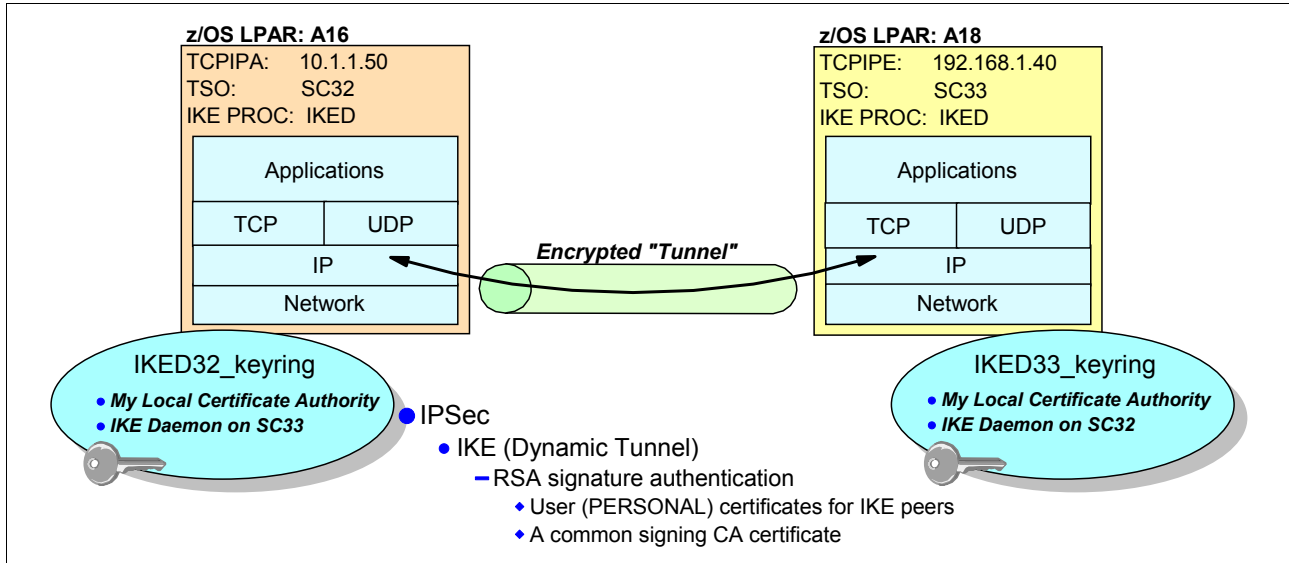 z/OS LPAR: A16
TCPIPA: 10.1.1.50
TSO: SC32
IKE PROC: IKED
Applications
TCP UDP
IP
Network
z/OS LPAR: A18
TCPIPE: 192.168.1.40
TSO: SC33
IKE PROC: IKED
Applications
TCP UDP
IP
Network
Encrypted "Tunnel"
IKED32_keyring
• My Local Certificate Authority
• IKE Daemon on SC33
IKED33_keyring
• My Local Certificate Authority
• IKE Daemon on SC32
• IPSec
• IKE (Dynamic Tunnel)
– RSA signature authentication
◆ User (PERSONAL) certificates for IKE peers
◆ A common signing CA certificate